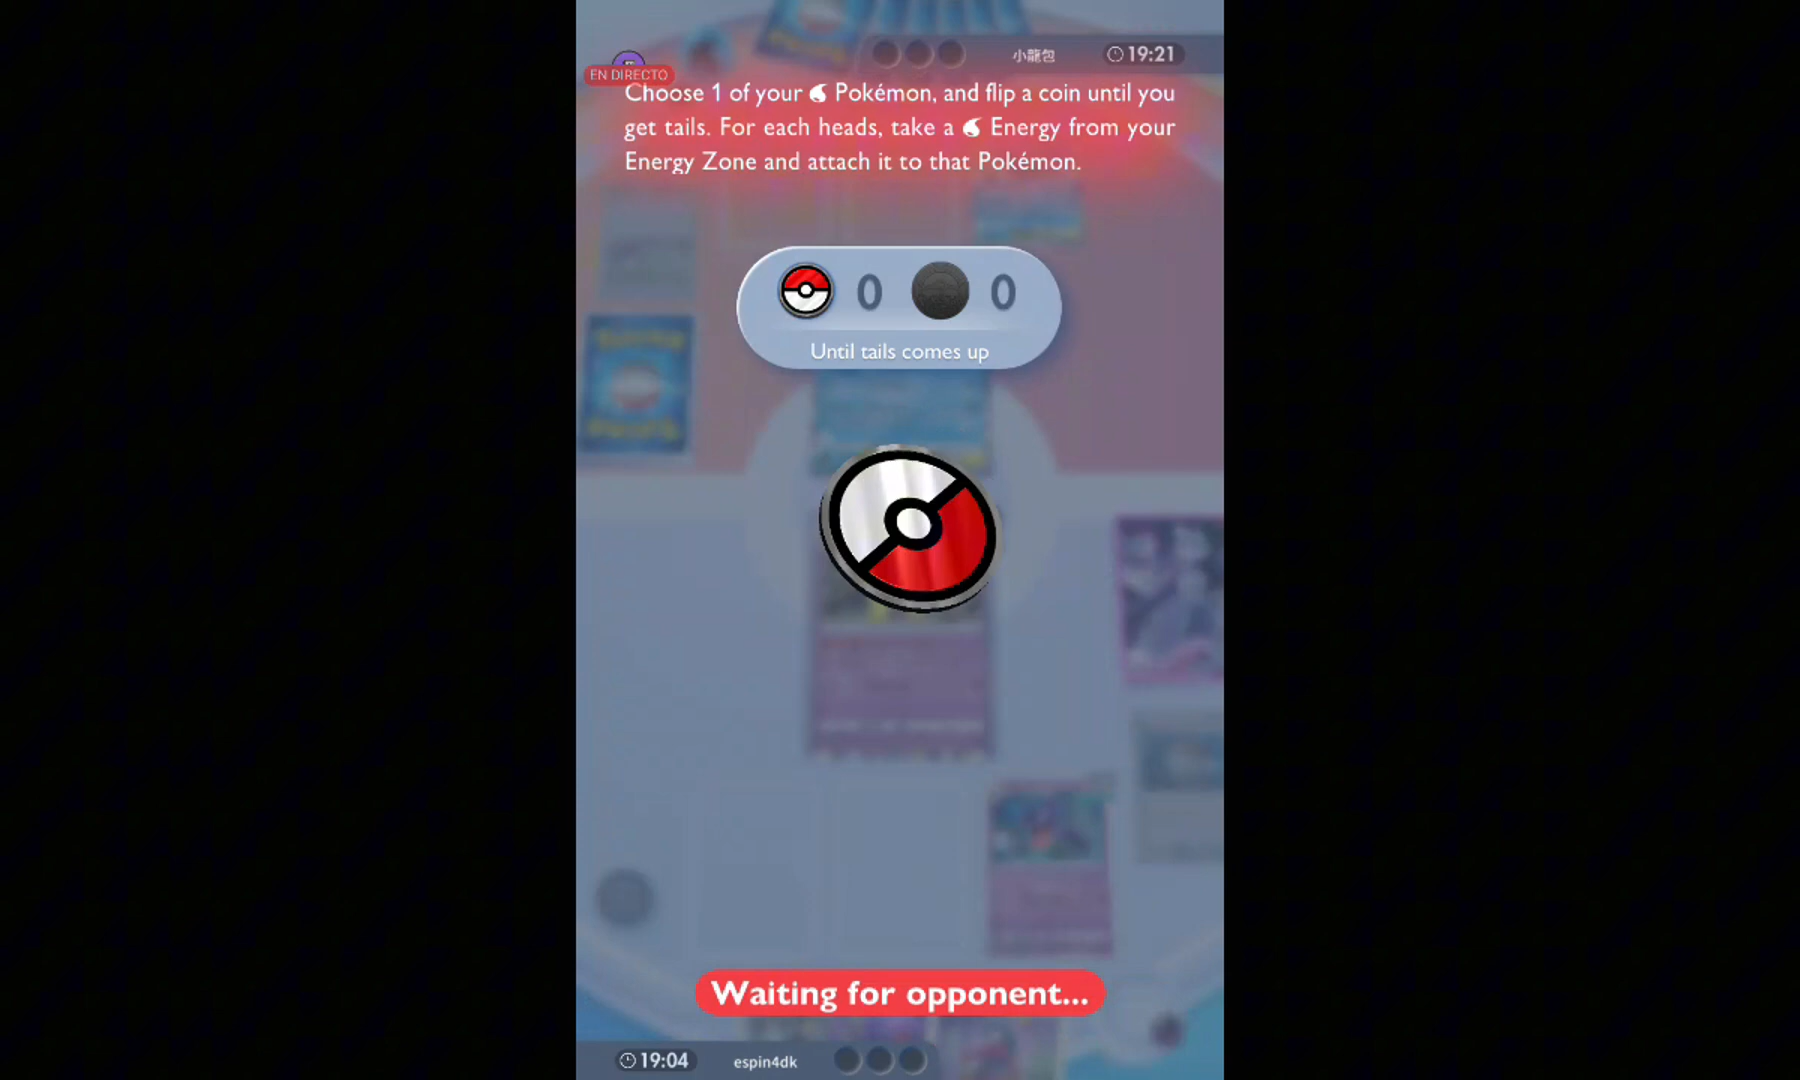 小龍包
19:21
EN DIRECTO
Choose 1 of your Pokémon, and flip a coin until you
get tails. For each heads, take a Energy from your
Energy Zone and attach it to that Pokémon.
0 0
Until tails comes up
Waiting for opponent...
19:04 espin4dk